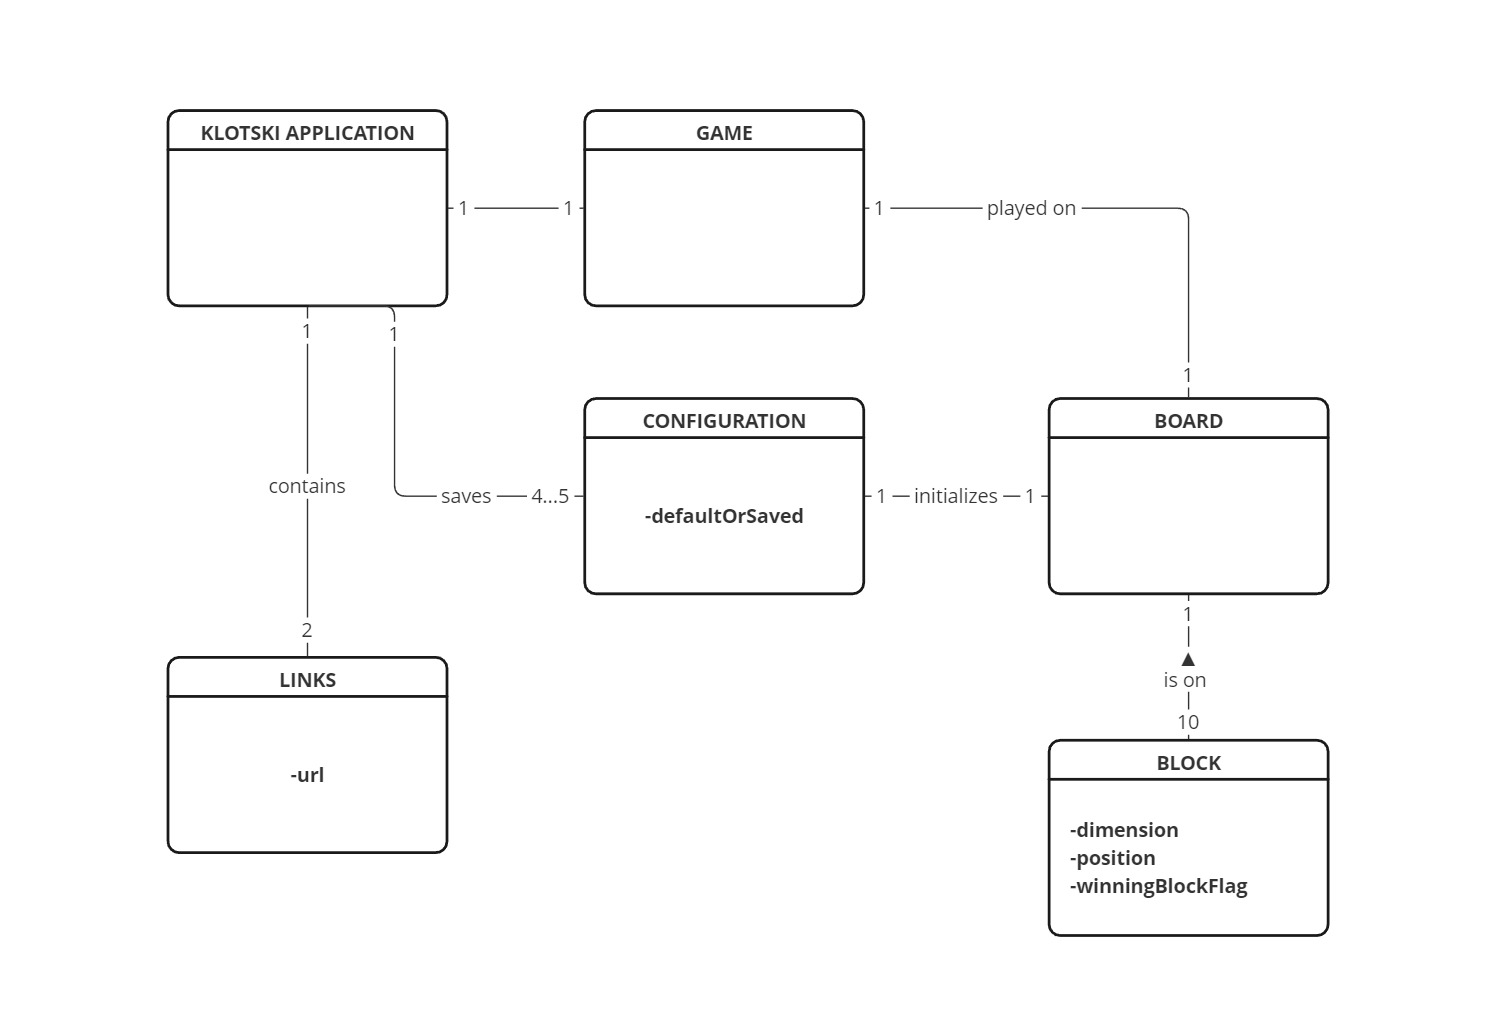 KLOTSKI APPLICATION
GAME
1
1
1
played on
1
1
1
CONFIGURATION
BOARD
contains
saves
4...5
1
initializes
1
-defaultOrSaved
1
2
LINKS
is on
10
-url
BLOCK
-dimension
-position
-winningBlockFlag